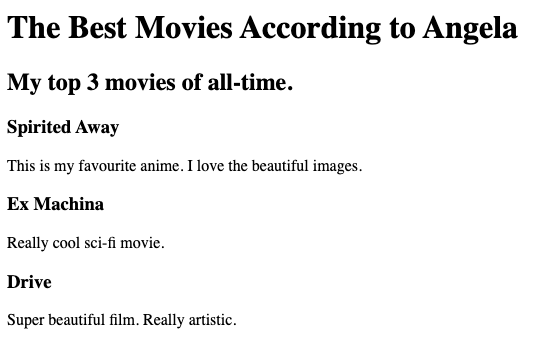 The Best Movies According to Angela
My top 3 movies of all-time.
Spirited Away
This is my favourite anime. I love the beautiful images.
Ex Machina
Really cool sci-fi movie.
Drive
Super beautiful film. Really artistic.